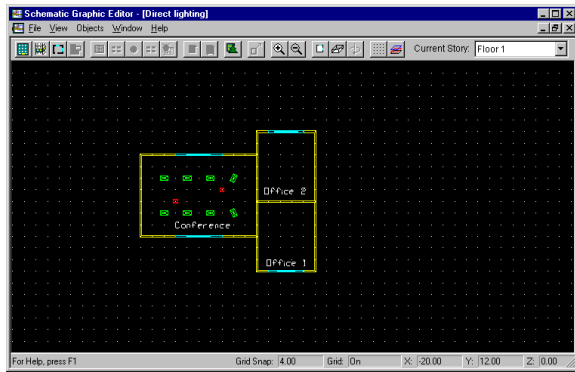 Schematic Graphic Editor - [Direct lighting]
File View Objects Window Help
Current Story: Floor 1
Office 2
Conference
Office 1
For Help, press F1 Grid Snap: 4.00 Grid: On X: -20.00 Y: 12.00 Z: 0.00